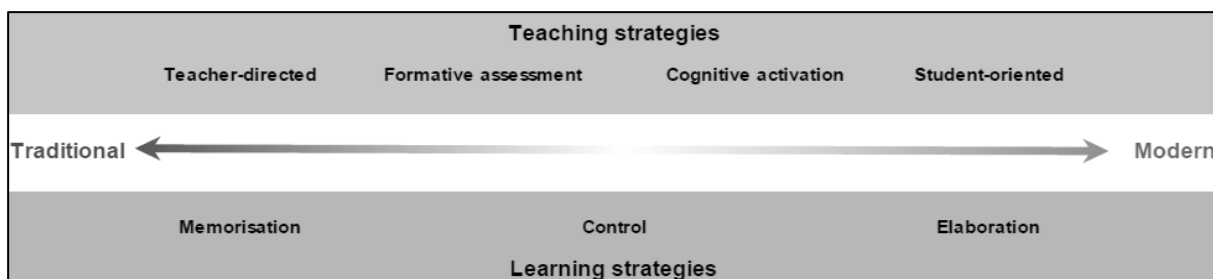 Teaching strategies
Teacher-directed Formative assessment Cognitive activation Student-oriented
Traditional Modern
Memorisation Control Elaboration
Learning strategies